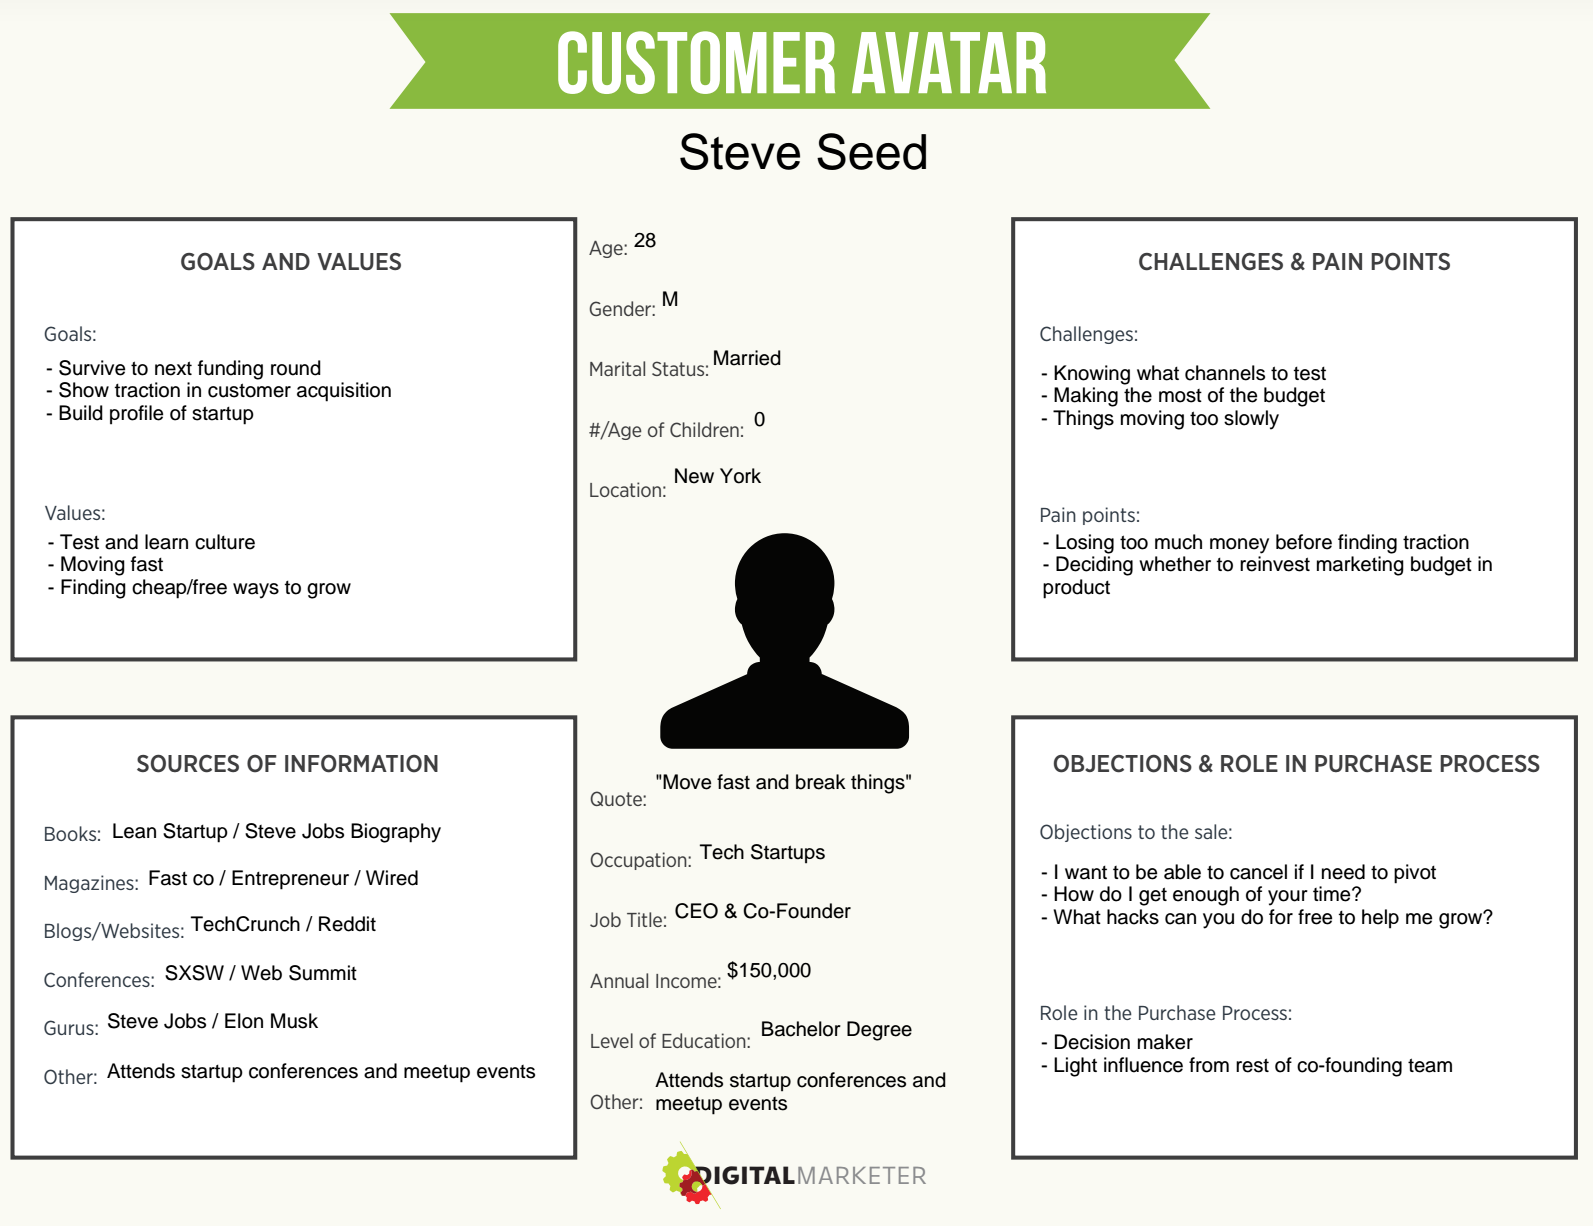 CUSTOMER AVATAR
Steve Seed
GOALS AND VALUES
Goals:
- Survive to next funding round
- Show traction in customer acquisition
- Build profile of startup
Values:
- Test and learn culture
- Moving fast
- Finding cheap/free ways to grow
Age: 28
Gender: M
Marital Status: Married
#/Age of Children: 0
Location: New York
CHALLENGES & PAIN POINTS
Challenges:
- Knowing what channels to test
- Making the most of the budget
- Things moving too slowly
Pain points:
- Losing too much money before finding traction
- Deciding whether to reinvest marketing budget in
product
SOURCES OF INFORMATION
Books: Lean Startup / Steve Jobs Biography
Magazines: Fast co / Entrepreneur / Wired
Blogs/Websites: TechCrunch / Reddit
Conferences: SXSW / Web Summit
Gurus: Steve Jobs / Elon Musk
Other: Attends startup conferences and meetup events
Quote: "Move fast and break things"
Occupation: Tech Startups
Job Title: CEO & Co-Founder
Annual Income: $150,000
Level of Education: Bachelor Degree
Other: Attends startup conferences and
meetup events
OBJECTIONS & ROLE IN PURCHASE PROCESS
Objections to the sale:
- I want to be able to cancel if I need to pivot
- How do I get enough of your time?
- What hacks can you do for free to help me grow?
Role in the Purchase Process:
- Decision maker
- Light influence from rest of co-founding team
DIGITALMARKETER